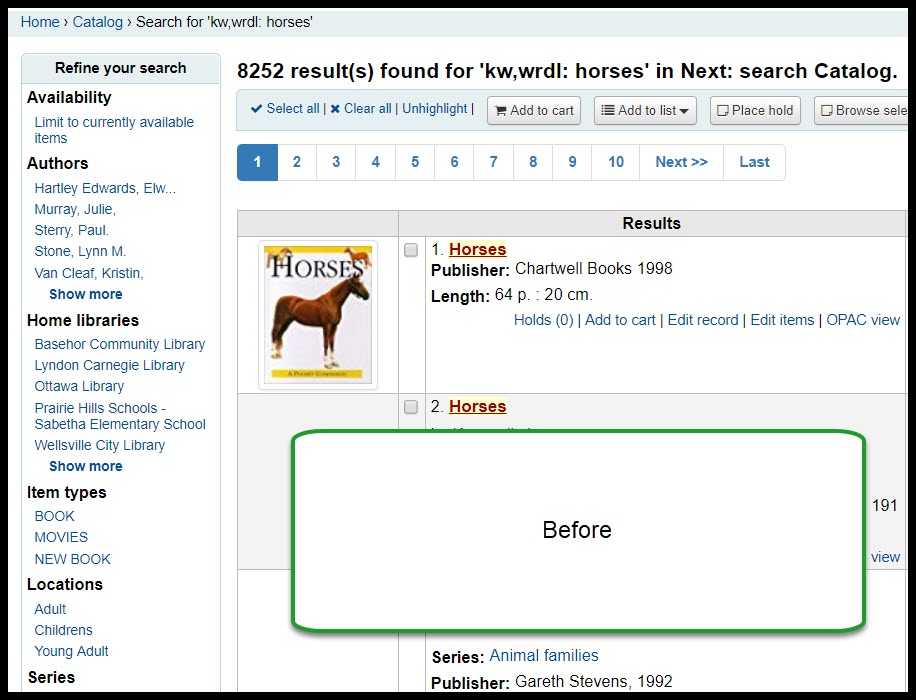 Home › Catalog › Search for 'kw,wrdl: horses'
Refine your search
Availability
Limit to currently available
items
Authors
Hartley Edwards, Elw...
Murray, Julie,
Sterry, Paul.
Stone, Lynn M.
Van Cleaf, Kristin,
Show more
Home libraries
Basehor Community Library
Lyndon Carnegie Library
Ottawa Library
Prairie Hills Schools -
Sabetha Elementary School
Wellsville City Library
Show more
Item types
BOOK
MOVIES
NEW BOOK
Locations
Adult
Childrens
Young Adult
Series
8252 result(s) found for 'kw,wrdl: horses' in Next: search Catalog.
Select all | Clear all | Unhighlight | Add to cart Add to list Place hold Browse sele
1 2 3 4 5 6 7 8 9 10 Next >> Last
Results
HORSES
A POCKET COMPANION
1. Horses
Publisher: Chartwell Books 1998
Length: 64 p. : 20 cm.
Holds (0) | Add to cart | Edit record | Edit items | OPAC view
2. Horses
191
view
Before
Series: Animal families
Publisher: Gareth Stevens, 1992